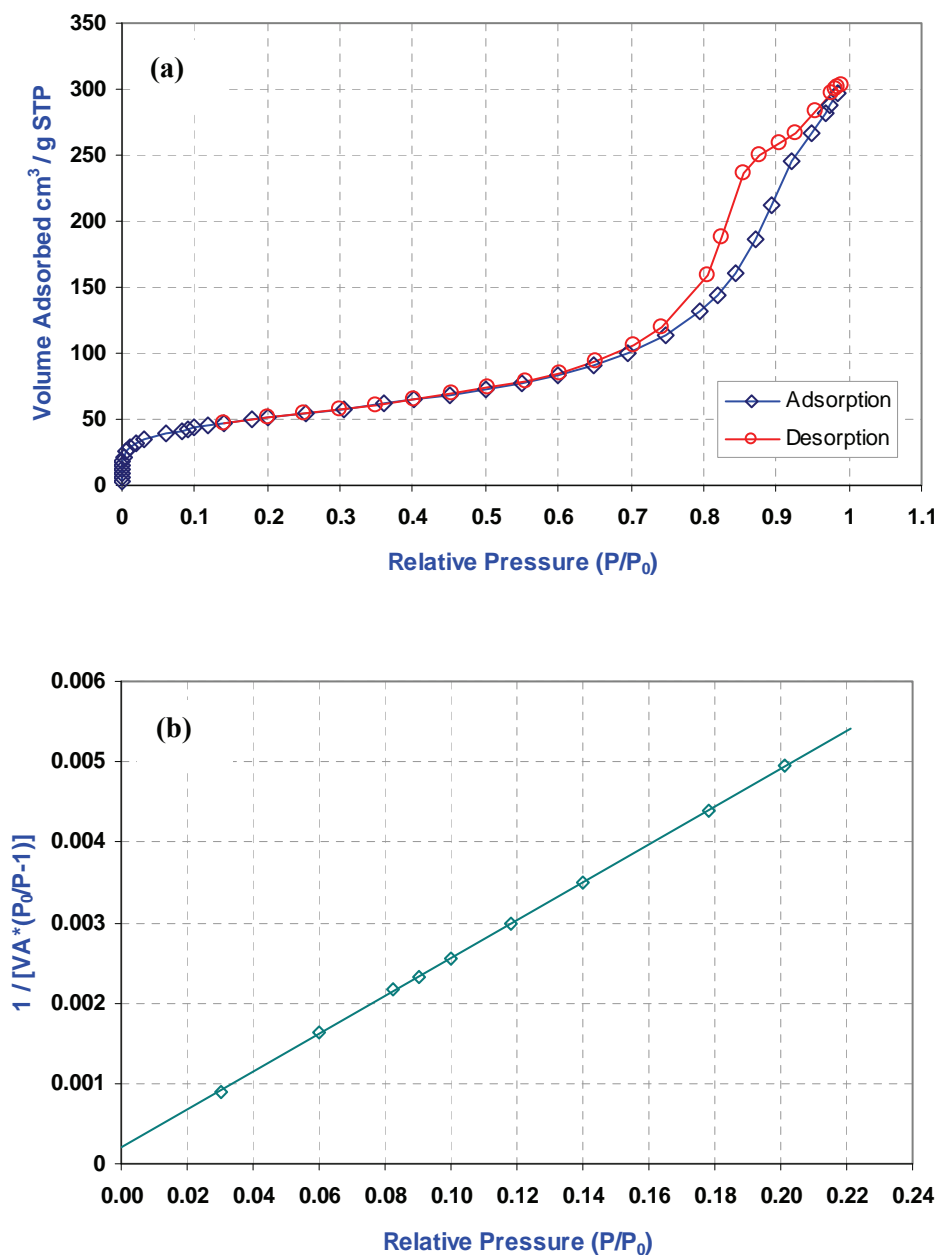 (a)
Volume Adsorbed cm³ / g STP
350
300
250
200
150
100
50
0
0 0.1 0.2 0.3 0.4 0.5 0.6 0.7 0.8 0.9 1 1.1
Adsorption
Desorption
Relative Pressure (P/P₀)
(b)
1 / [VA*(P₀/P-1)]
0.006
0.005
0.004
0.003
0.002
0.001
0
0.00 0.02 0.04 0.06 0.08 0.10 0.12 0.14 0.16 0.18 0.20 0.22 0.24
Relative Pressure (P/P₀)